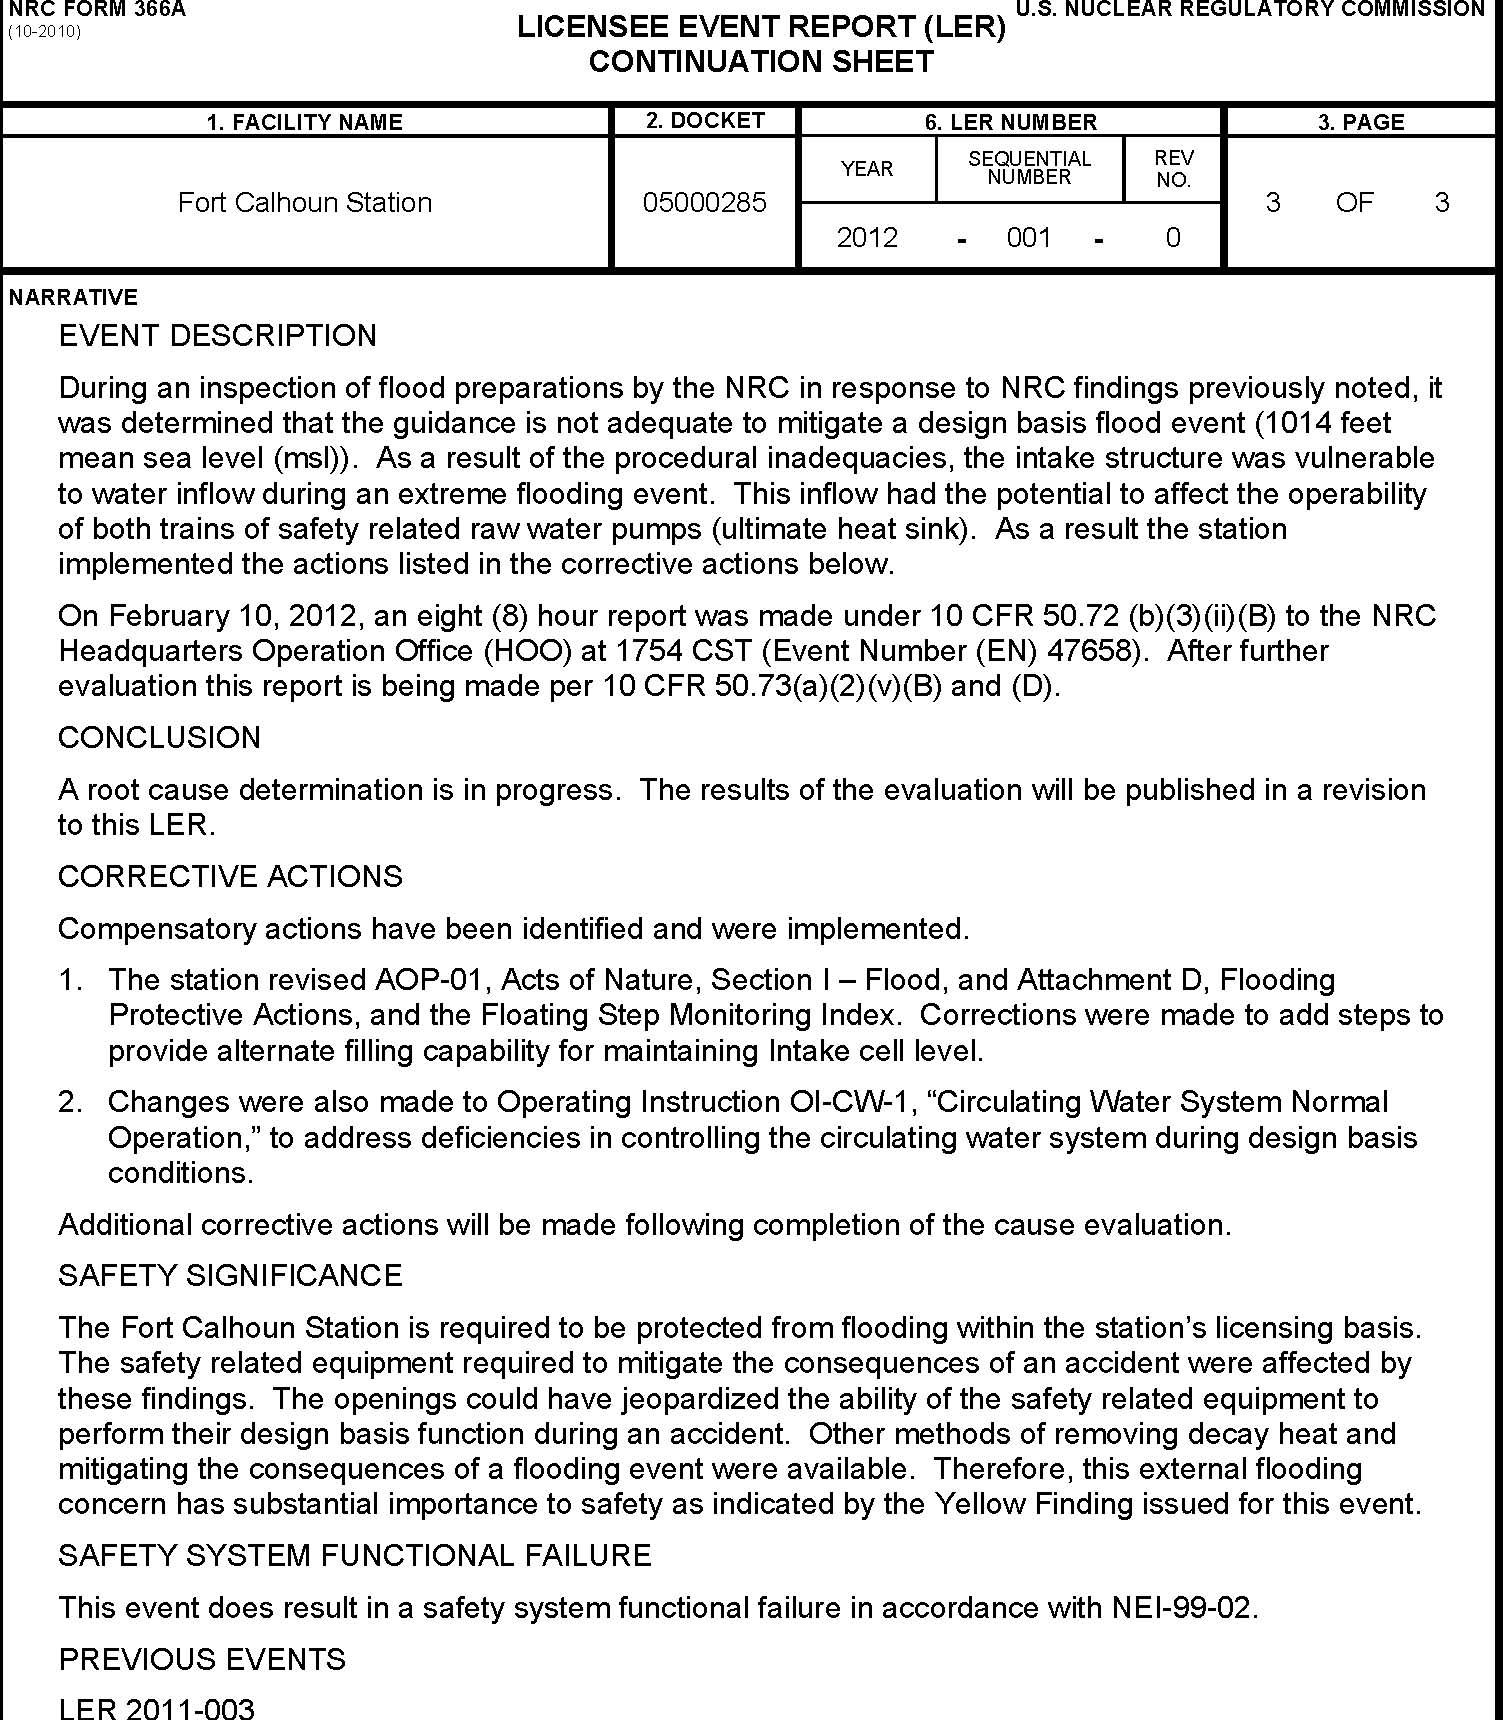 NRC FORM 366A
(10-2010)
U.S. NUCLEAR REGULATORY COMMISSION
LICENSEE EVENT REPORT (LER)
CONTINUATION SHEET
1. FACILITY NAME
2. DOCKET
6. LER NUMBER
3. PAGE
Fort Calhoun Station
05000285
YEAR
SEQUENTIAL
NUMBER
REV
NO.
3 OF 3
2012 - 001 - 0
NARRATIVE
EVENT DESCRIPTION
During an inspection of flood preparations by the NRC in response to NRC findings previously noted, it
was determined that the guidance is not adequate to mitigate a design basis flood event (1014 feet
mean sea level (msl)). As a result of the procedural inadequacies, the intake structure was vulnerable
to water inflow during an extreme flooding event. This inflow had the potential to affect the operability
of both trains of safety related raw water pumps (ultimate heat sink). As a result the station
implemented the actions listed in the corrective actions below.
On February 10, 2012, an eight (8) hour report was made under 10 CFR 50.72 (b)(3)(ii)(B) to the NRC
Headquarters Operation Office (HOO) at 1754 CST (Event Number (EN) 47658). After further
evaluation this report is being made per 10 CFR 50.73(a)(2)(v)(B) and (D).
CONCLUSION
A root cause determination is in progress. The results of the evaluation will be published in a revision
to this LER.
CORRECTIVE ACTIONS
Compensatory actions have been identified and were implemented.
1. The station revised AOP-01, Acts of Nature, Section I – Flood, and Attachment D, Flooding
Protective Actions, and the Floating Step Monitoring Index. Corrections were made to add steps to
provide alternate filling capability for maintaining Intake cell level.
2. Changes were also made to Operating Instruction OI-CW-1, “Circulating Water System Normal
Operation,” to address deficiencies in controlling the circulating water system during design basis
conditions.
Additional corrective actions will be made following completion of the cause evaluation.
SAFETY SIGNIFICANCE
The Fort Calhoun Station is required to be protected from flooding within the station’s licensing basis.
The safety related equipment required to mitigate the consequences of an accident were affected by
these findings. The openings could have jeopardized the ability of the safety related equipment to
perform their design basis function during an accident. Other methods of removing decay heat and
mitigating the consequences of a flooding event were available. Therefore, this external flooding
concern has substantial importance to safety as indicated by the Yellow Finding issued for this event.
SAFETY SYSTEM FUNCTIONAL FAILURE
This event does result in a safety system functional failure in accordance with NEI-99-02.
PREVIOUS EVENTS
LER 2011-003